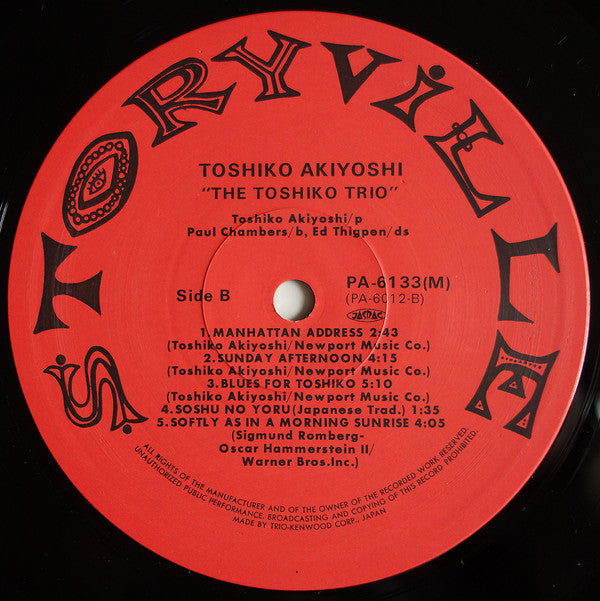 STORYVILLE
TOSHIKO AKIYOSHI
"THE TOSHIKO TRIO"
Toshiko Akiyoshi/p
Paul Chambers/b, Ed Thigpen/ds
Side B
PA-6133(M)
(PA-6012-B)
JASRAC
1.MANHATTAN ADDRESS 2:43
(Toshiko Akiyoshi/Newport Music Co.)
2.SUNDAY AFTERNOON 4:15
(Toshiko Akiyoshi/Newport Music Co.)
3.BLUES FOR TOSHIKO 5:10
(Toshiko Akiyoshi/Newport Music Co.)
4.SOSHU NO YORU(Japanese Trad.) 1:35
5.SOFTLY AS IN A MORNING SUNRISE 4:05
(Sigmund Romberg-
Oscar Hammerstein II/
Warner Bros.Inc.)
ALL RIGHTS OF THE MANUFACTURER AND OF THE OWNER OF THE RECORDED WORK RESERVED.
UNAUTHORIZED PUBLIC PERFORMANCE. BROADCASTING AND COPYING OF THIS RECORD PROHIBITED.
MADE BY TRIO-KENWOOD CORP., JAPAN